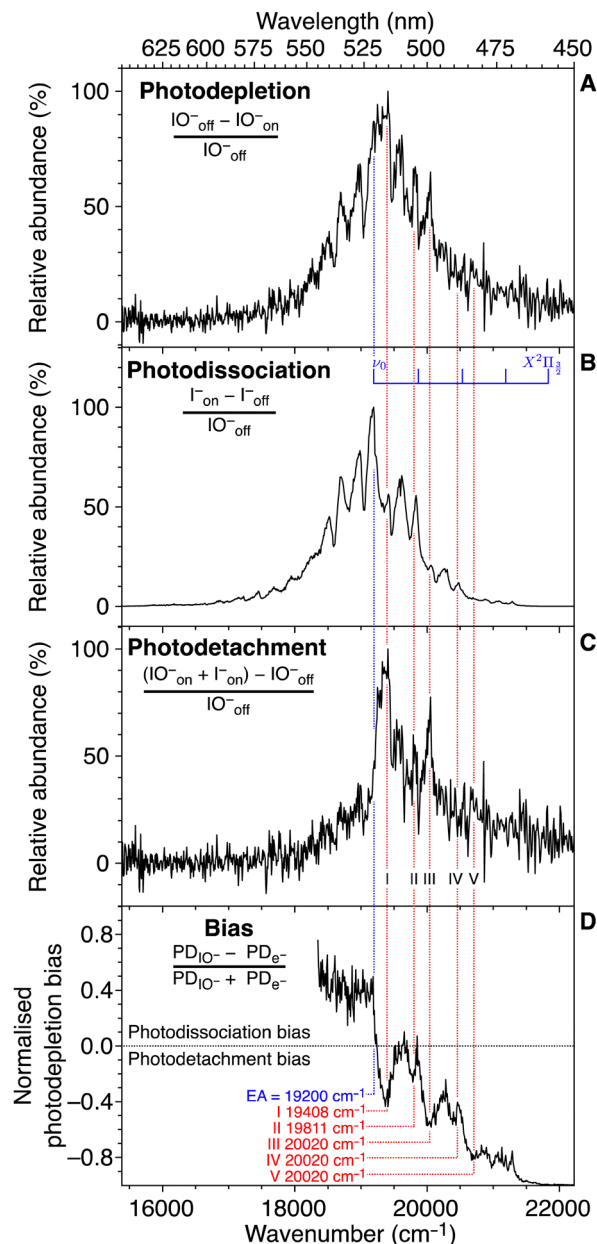 Wavelength (nm)
625 600 575 550 525 500 475 450
A
Photodepletion
IO⁻off − IO⁻on
IO⁻off
Relative abundance (%)
100
50
0
B
Photodissociation
I⁻on − I⁻off
IO⁻off
ν₀
X²Π3/2
Relative abundance (%)
100
50
0
C
Photodetachment
(IO⁻on + I⁻on) − IO⁻off
IO⁻off
Relative abundance (%)
100
50
0
I II III IV V
D
Bias
PD_IO⁻ − PD_e⁻
PD_IO⁻ + PD_e⁻
Normalised
photodepletion bias
0.8
0.4
0.0
−0.4
−0.8
Photodissociation bias
Photodetachment bias
EA = 19200 cm⁻¹
I 19408 cm⁻¹
II 19811 cm⁻¹
III 20020 cm⁻¹
IV 20020 cm⁻¹
V 20020 cm⁻¹
16000 18000 20000 22000
Wavenumber (cm⁻¹)